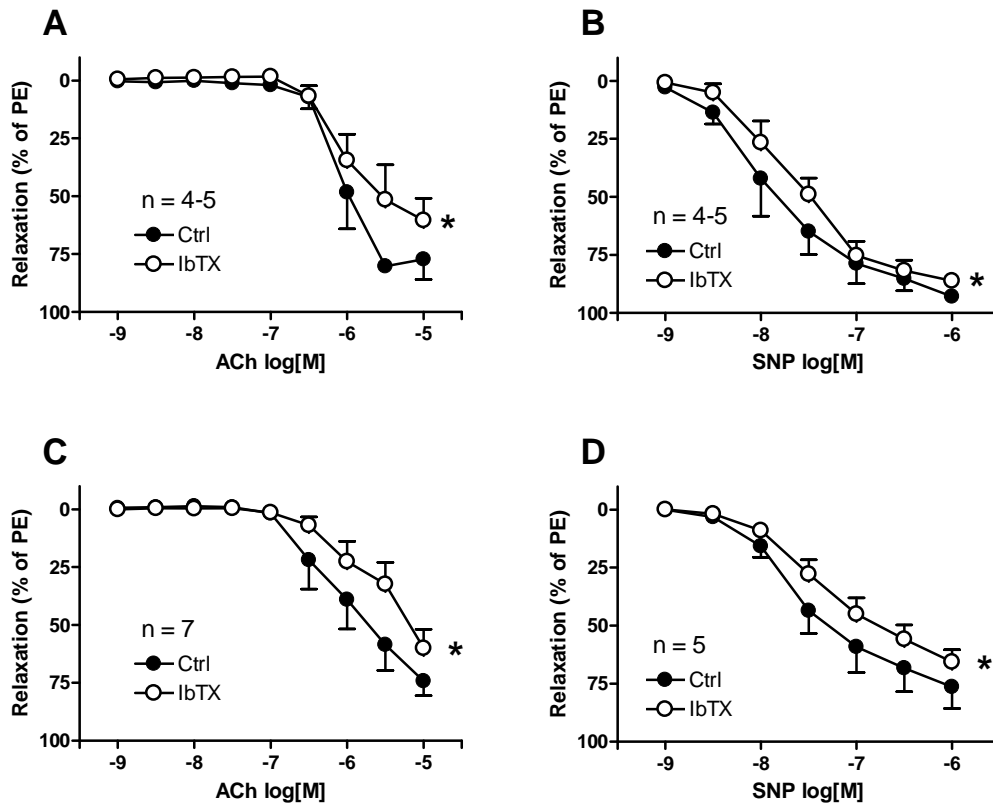 A
Relaxation (% of PE)
0
25
50
75
100
n = 4-5
Ctrl
IbTX
*
-9 -8 -7 -6 -5
ACh log[M]
B
Relaxation (% of PE)
0
25
50
75
100
n = 4-5
Ctrl
IbTX
*
-9 -8 -7 -6
SNP log[M]
C
Relaxation (% of PE)
0
25
50
75
100
n = 7
Ctrl
IbTX
*
-9 -8 -7 -6 -5
ACh log[M]
D
Relaxation (% of PE)
0
25
50
75
100
n = 5
Ctrl
IbTX
*
-9 -8 -7 -6
SNP log[M]